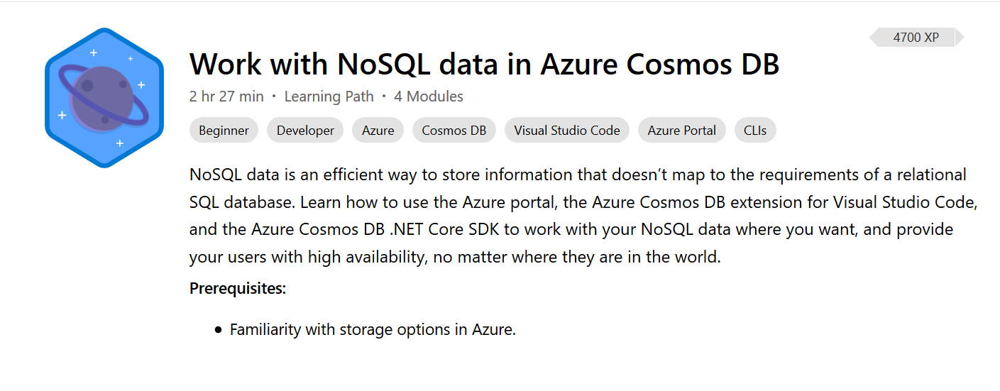 4700 XP
Work with NoSQL data in Azure Cosmos DB
2 hr 27 min • Learning Path • 4 Modules
Beginner Developer Azure Cosmos DB Visual Studio Code Azure Portal CLIs
NoSQL data is an efficient way to store information that doesn’t map to the requirements of a relational
SQL database. Learn how to use the Azure portal, the Azure Cosmos DB extension for Visual Studio Code,
and the Azure Cosmos DB .NET Core SDK to work with your NoSQL data where you want, and provide
your users with high availability, no matter where they are in the world.
Prerequisites:
• Familiarity with storage options in Azure.